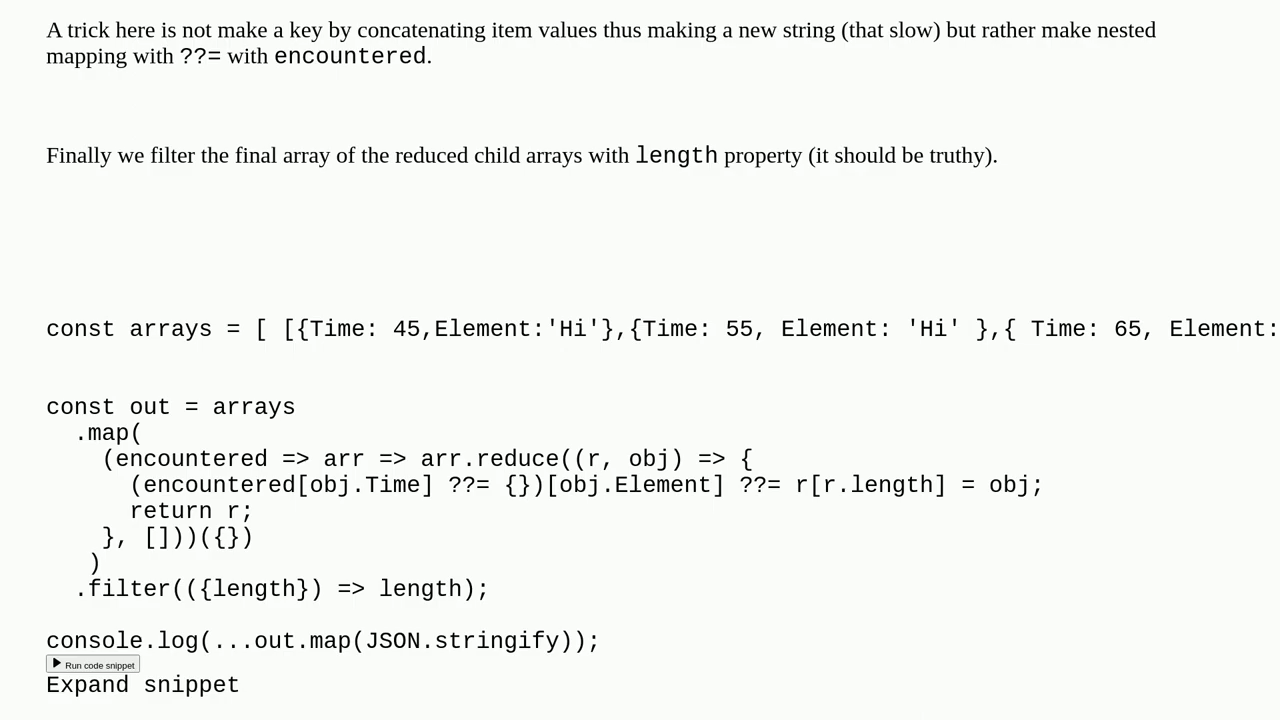 A trick here is not make a key by concatenating item values thus making a new string (that slow) but rather make nested
mapping with ??= with encountered.
Finally we filter the final array of the reduced child arrays with length property (it should be truthy).
const arrays = [ [{Time: 45,Element:'Hi'},{Time: 55, Element: 'Hi' },{ Time: 65, Element:
const out = arrays
  .map(
    (encountered => arr => arr.reduce((r, obj) => {
      (encountered[obj.Time] ??= {})[obj.Element] ??= r[r.length] = obj;
      return r;
    }, []))({})
   )
  .filter(({length}) => length);
console.log(...out.map(JSON.stringify));
Run code snippet
Expand snippet